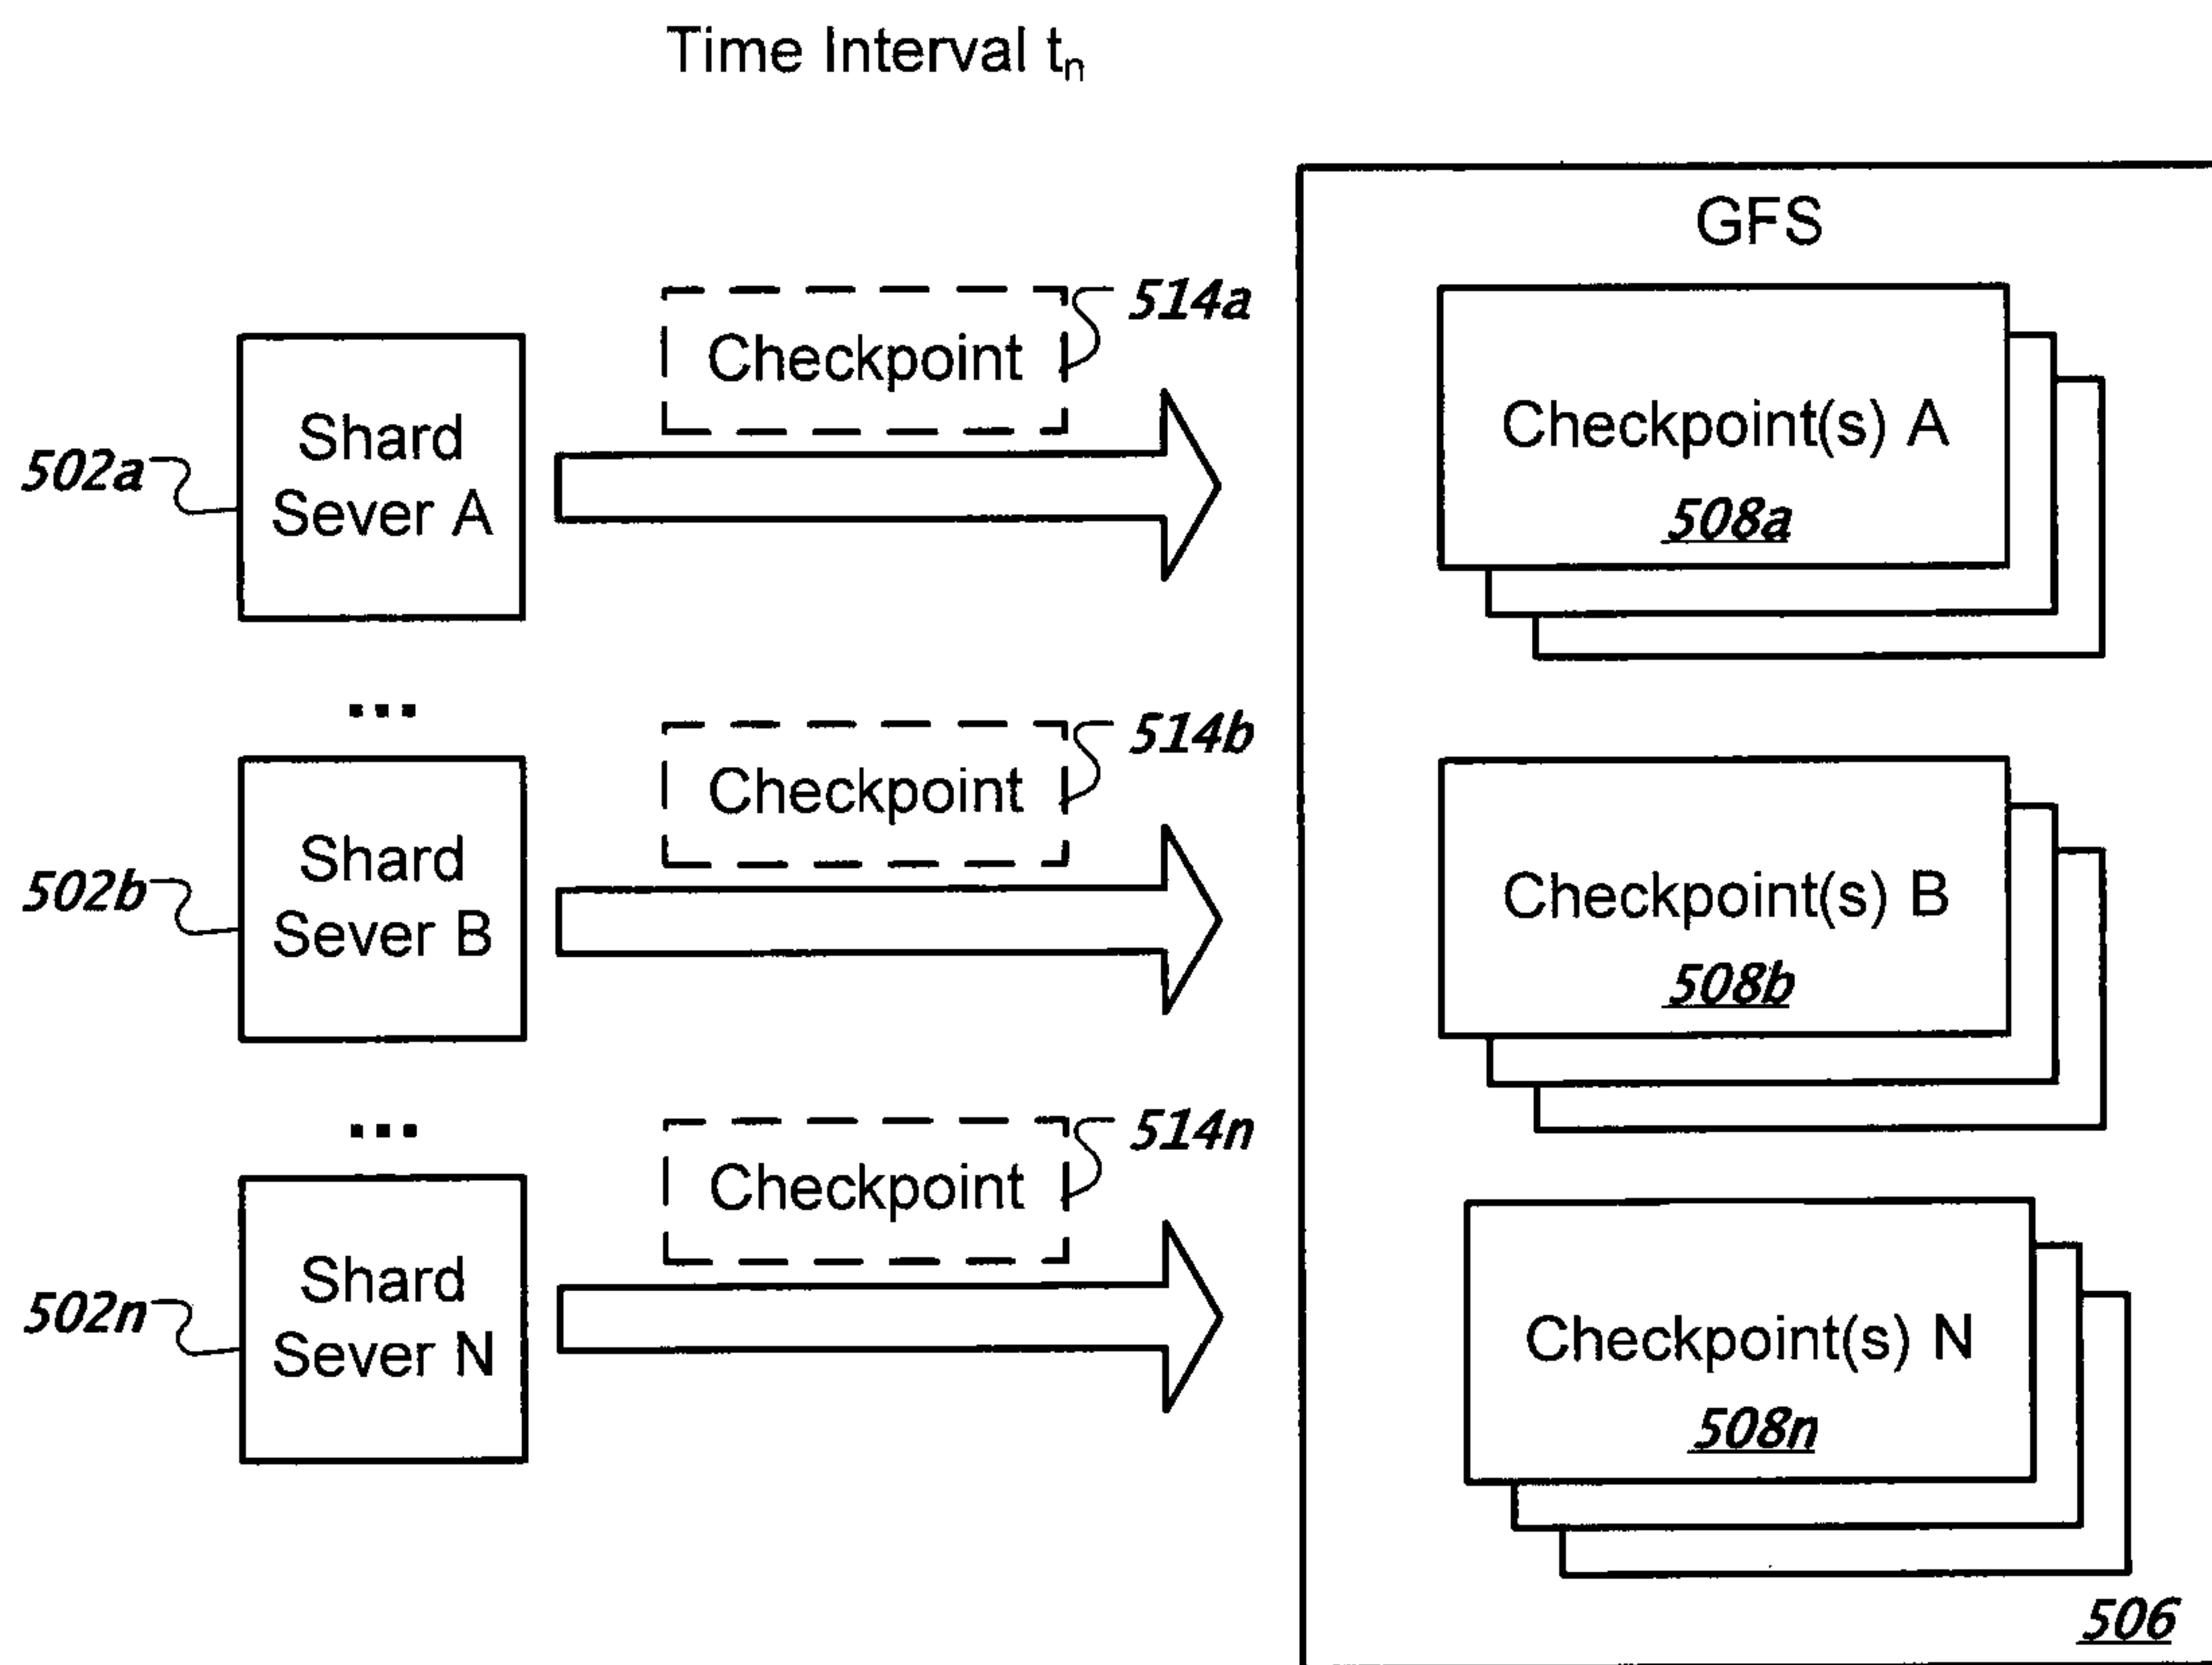 Time Interval tn
GFS
514a
Checkpoint
Shard
Sever A
502a
Checkpoint(s) A
508a
...
514b
Checkpoint
Shard
Sever B
502b
Checkpoint(s) B
508b
...
514n
Checkpoint
Shard
Sever N
502n
Checkpoint(s) N
508n
506